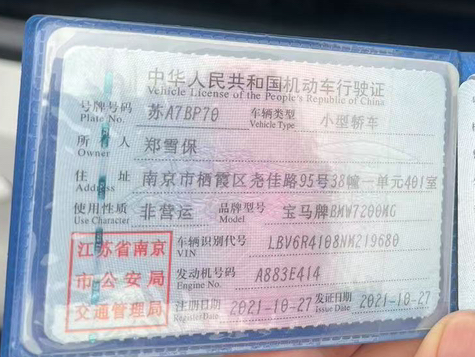 中华人民共和国机动车行驶证
Vehicle License of the People's Republic of China
号牌号码 苏A7BP70 车辆类型 小型轿车
Plate No. Vehicle Type
所有人 郑雪保
Owner
住址 南京市栖霞区尧佳路95号38幢一单元401室
Address
使用性质 非营运 品牌型号 宝马牌BMW7200MG
Use Character Model
江苏省南京
市公安局
交通管理局
车辆识别代号 LBV6R4108NM219680
VIN
发动机号码 A883E414
Engine No.
注册日期 2021-10-27 发证日期 2021-10-27
Register Date Issue Date